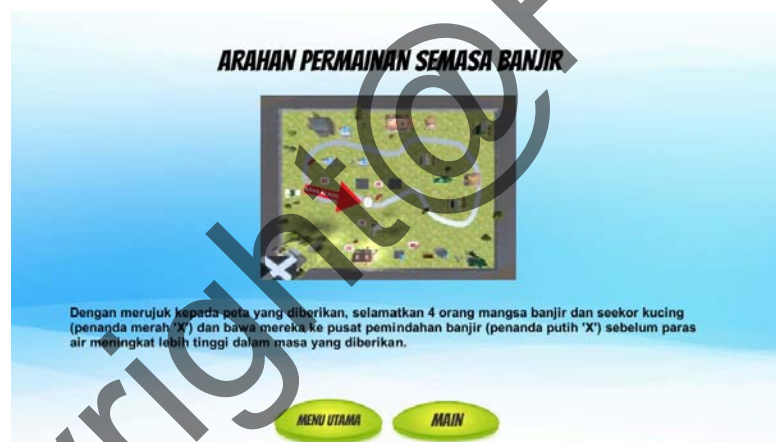 ARAHAN PERMAINAN SEMASA BANJIR
Dengan merujuk kepada peta yang diberikan, selamatkan 4 orang mangsa banjir dan seekor kucing
(penanda merah 'X') dan bawa mereka ke pusat pemindahan banjir (penanda putih 'X') sebelum paras
air meningkat lebih tinggi dalam masa yang diberikan.
MENU UTAMA
MAIN